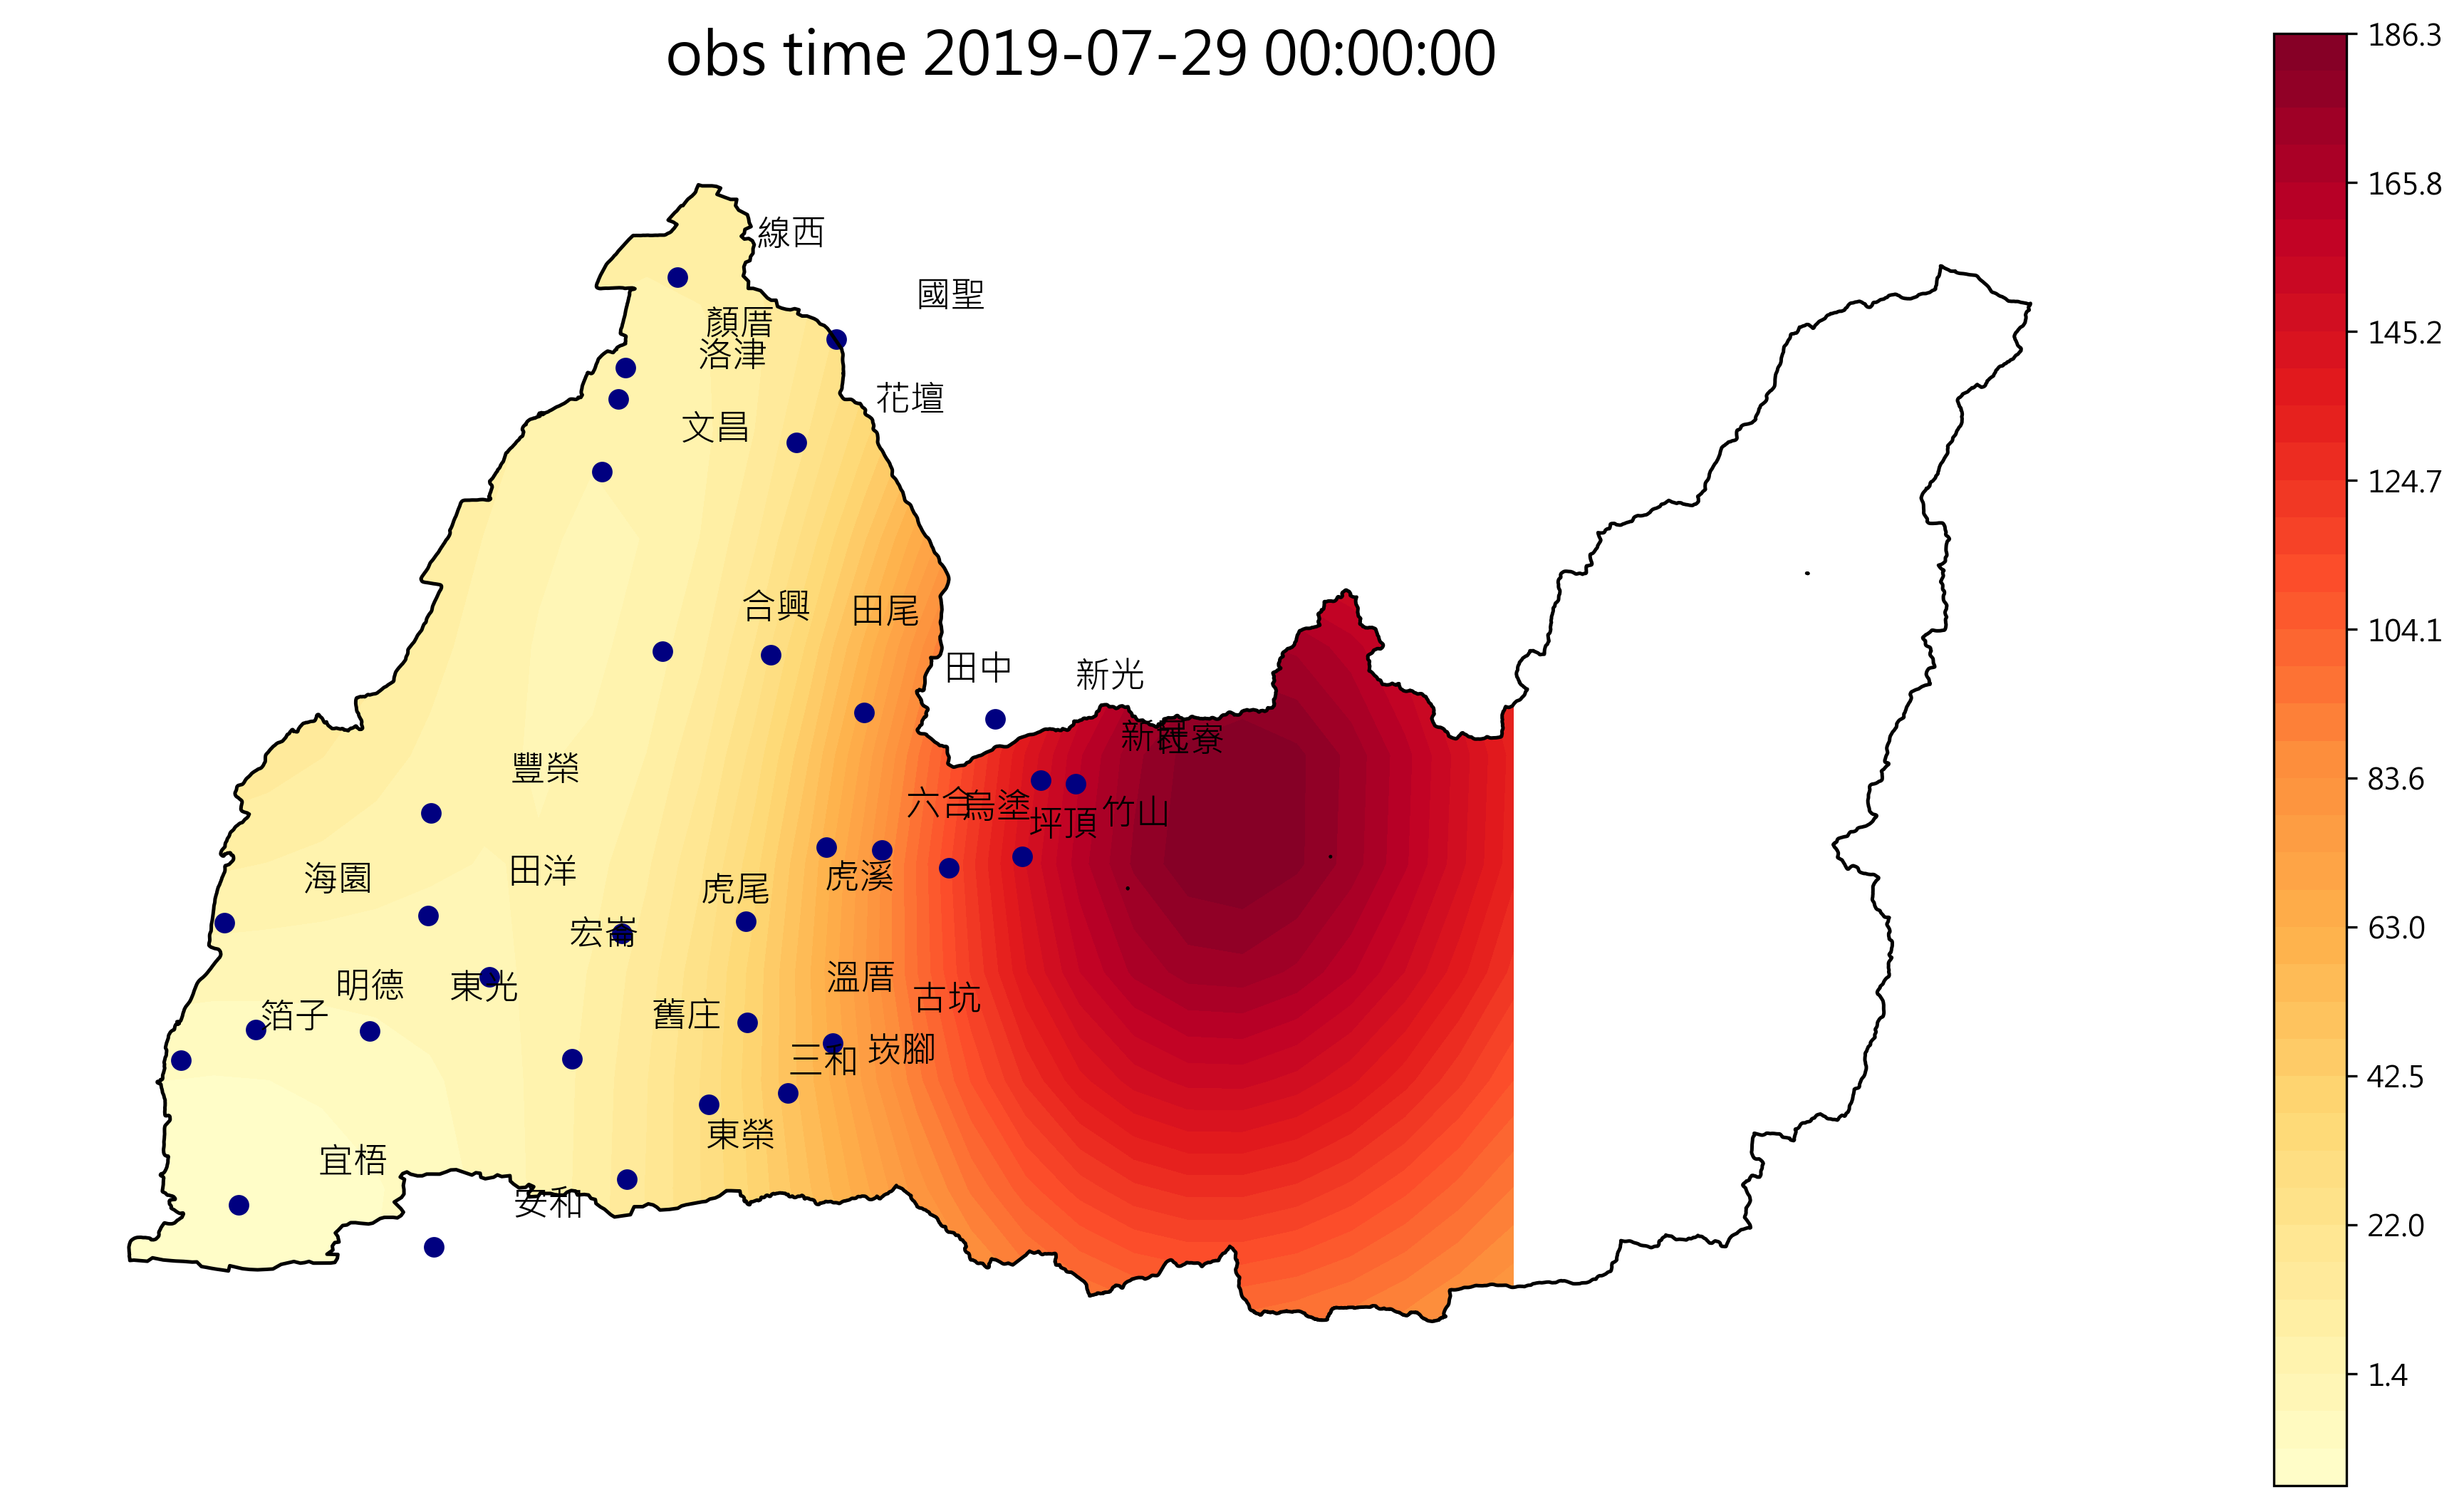 obs time 2019-07-29 00:00:00
線西
國聖
顏厝
洛津
花壇
文昌
合興
田尾
田中
新光
新民
社寮
豐榮
六合
烏塗
坪頂
竹山
海園
田洋
虎尾
虎溪
宏崙
明德
東光
溫厝
古坑
箔子
舊庄
三和
崁腳
東榮
宜梧
安和
186.3
165.8
145.2
124.7
104.1
83.6
63.0
42.5
22.0
1.4